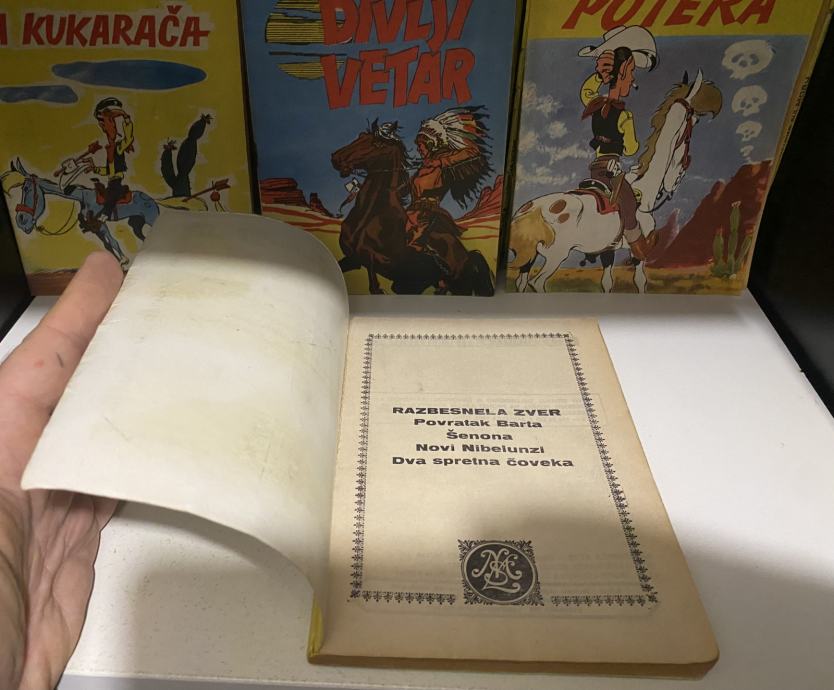 A KUKARAČA
DIVLJI
VETAR
POTERA
RAZBESNELA ZVER
Povratak Barta
Šenona
Novi Nibelunzi
Dva spretna čoveka